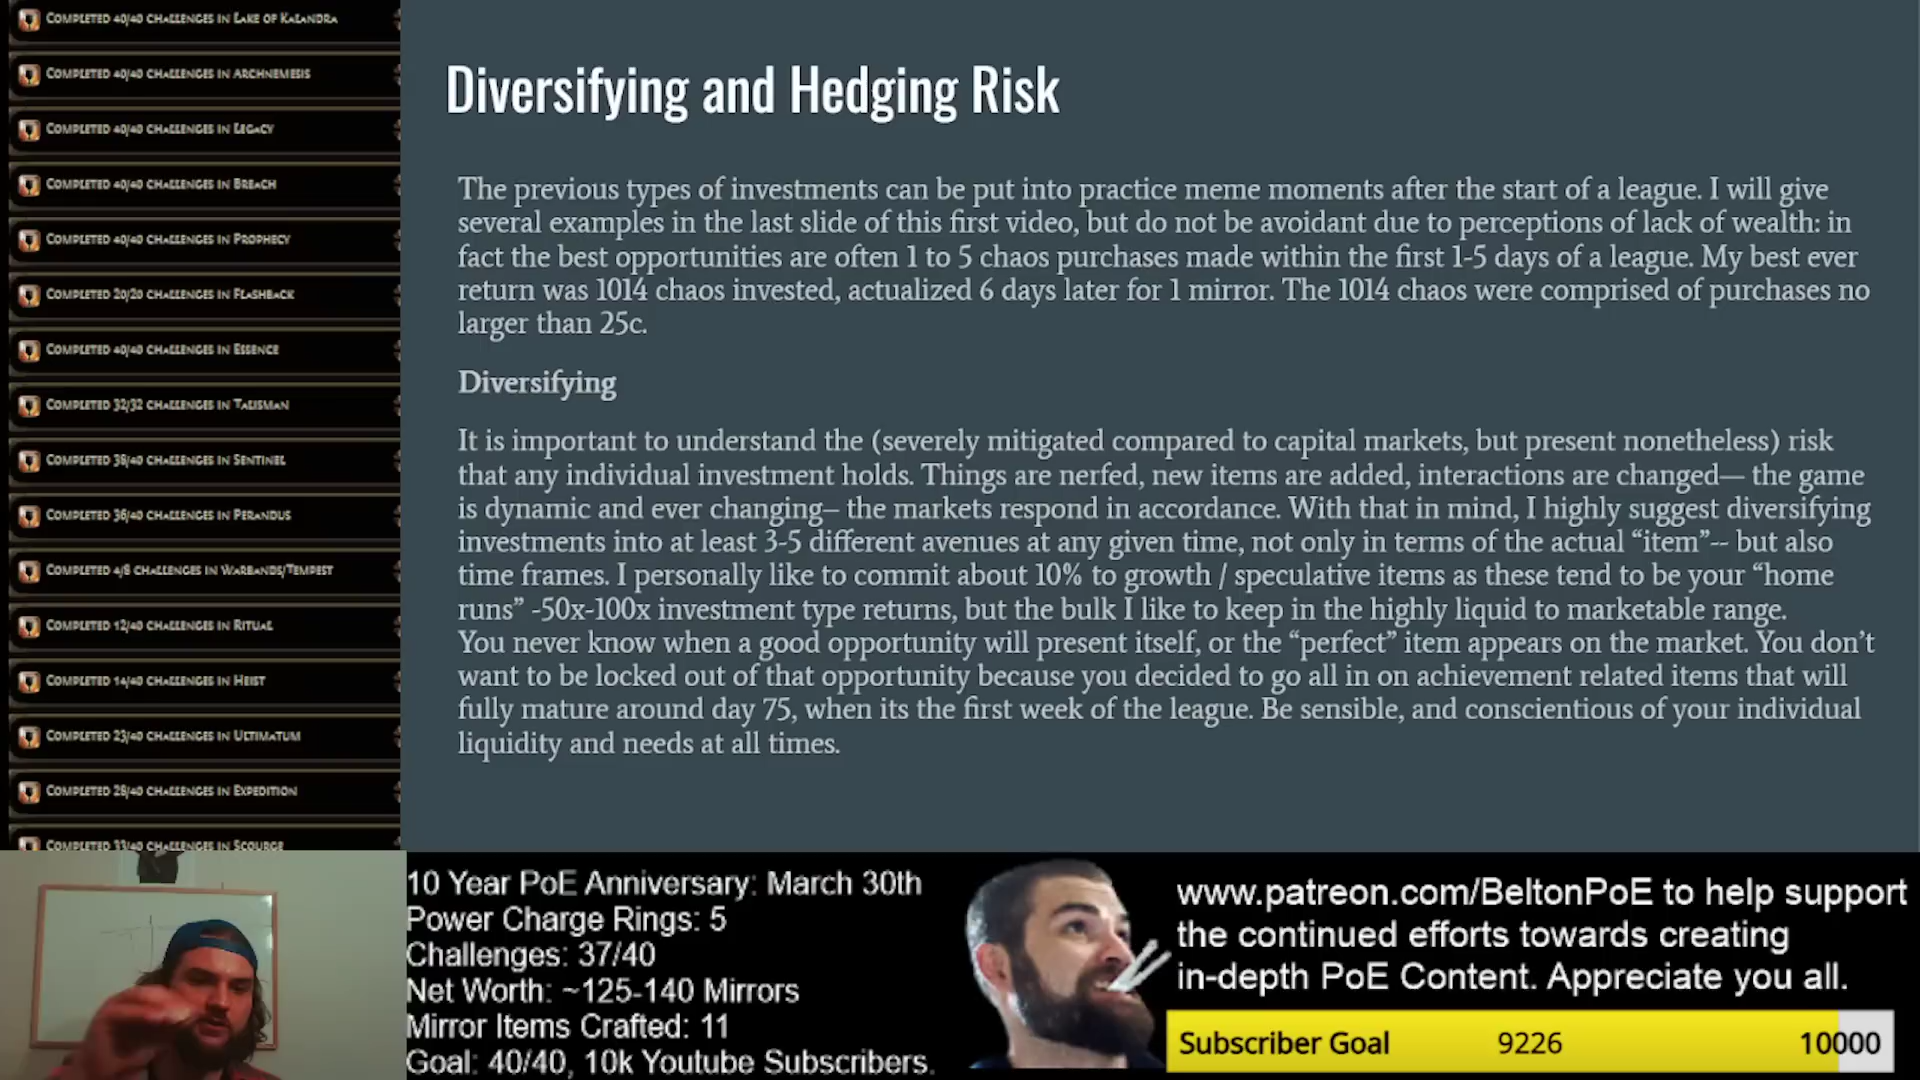 Completed 40/40 challenges in Lake of Kalandra
Completed 40/40 challenges in Archnemesis
Completed 40/40 challenges in Legacy
Completed 40/40 challenges in Breach
Completed 40/40 challenges in Prophecy
Completed 20/20 challenges in Flashback
Completed 40/40 challenges in Essence
Completed 32/32 challenges in Talisman
Completed 38/40 challenges in Sentinel
Completed 36/40 challenges in Perandus
Completed 4/8 challenges in Warbands/Tempest
Completed 12/40 challenges in Ritual
Completed 14/40 challenges in Heist
Completed 23/40 challenges in Ultimatum
Completed 28/40 challenges in Expedition
Completed 33/40 challenges in Scourge
Diversifying and Hedging Risk
The previous types of investments can be put into practice meme moments after the start of a league. I will give
several examples in the last slide of this first video, but do not be avoidant due to perceptions of lack of wealth: in
fact the best opportunities are often 1 to 5 chaos purchases made within the first 1-5 days of a league. My best ever
return was 1014 chaos invested, actualized 6 days later for 1 mirror. The 1014 chaos were comprised of purchases no
larger than 25c.
Diversifying
It is important to understand the (severely mitigated compared to capital markets, but present nonetheless) risk
that any individual investment holds. Things are nerfed, new items are added, interactions are changed— the game
is dynamic and ever changing– the markets respond in accordance. With that in mind, I highly suggest diversifying
investments into at least 3-5 different avenues at any given time, not only in terms of the actual “item”-- but also
time frames. I personally like to commit about 10% to growth / speculative items as these tend to be your “home
runs” -50x-100x investment type returns, but the bulk I like to keep in the highly liquid to marketable range.
You never know when a good opportunity will present itself, or the “perfect” item appears on the market. You don’t
want to be locked out of that opportunity because you decided to go all in on achievement related items that will
fully mature around day 75, when its the first week of the league. Be sensible, and conscientious of your individual
liquidity and needs at all times.
10 Year PoE Anniversary: March 30th
Power Charge Rings: 5
Challenges: 37/40
Net Worth: ~125-140 Mirrors
Mirror Items Crafted: 11
Goal: 40/40, 10k Youtube Subscribers.
www.patreon.com/BeltonPoE to help support
the continued efforts towards creating
in-depth PoE Content. Appreciate you all.
Subscriber Goal 9226 10000